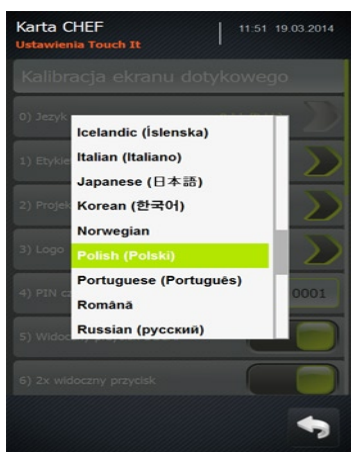 Karta CHEF
11:51 19.03.2014
Ustawienia Touch It
Kalibracja ekranu dotykowego
0) Jezyk
Icelandic (İslenska)
Italian (Italiano)
1) Etykie
Japanese (日本語)
2) Projek
Korean (한국어)
Norwegian
3) Logo
Polish (Polski)
Portuguese (Português)
4) PIN
0001
Română
Russian (русский)
5)
6) 2x widoczny przycisk